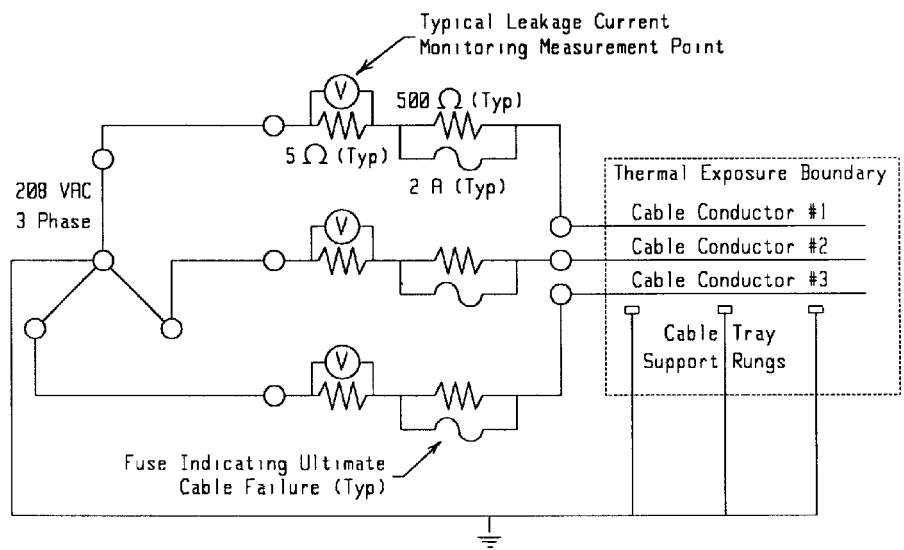 Typical Leakage Current
Monitoring Measurement Point
V
500 Ω (Typ)
5 Ω (Typ)
2 A (Typ)
208 VAC
3 Phase
Thermal Exposure Boundary
Cable Conductor #1
V
Cable Conductor #2
Cable Conductor #3
Cable Tray
Support Rungs
V
Fuse Indicating Ultimate
Cable Failure (Typ)